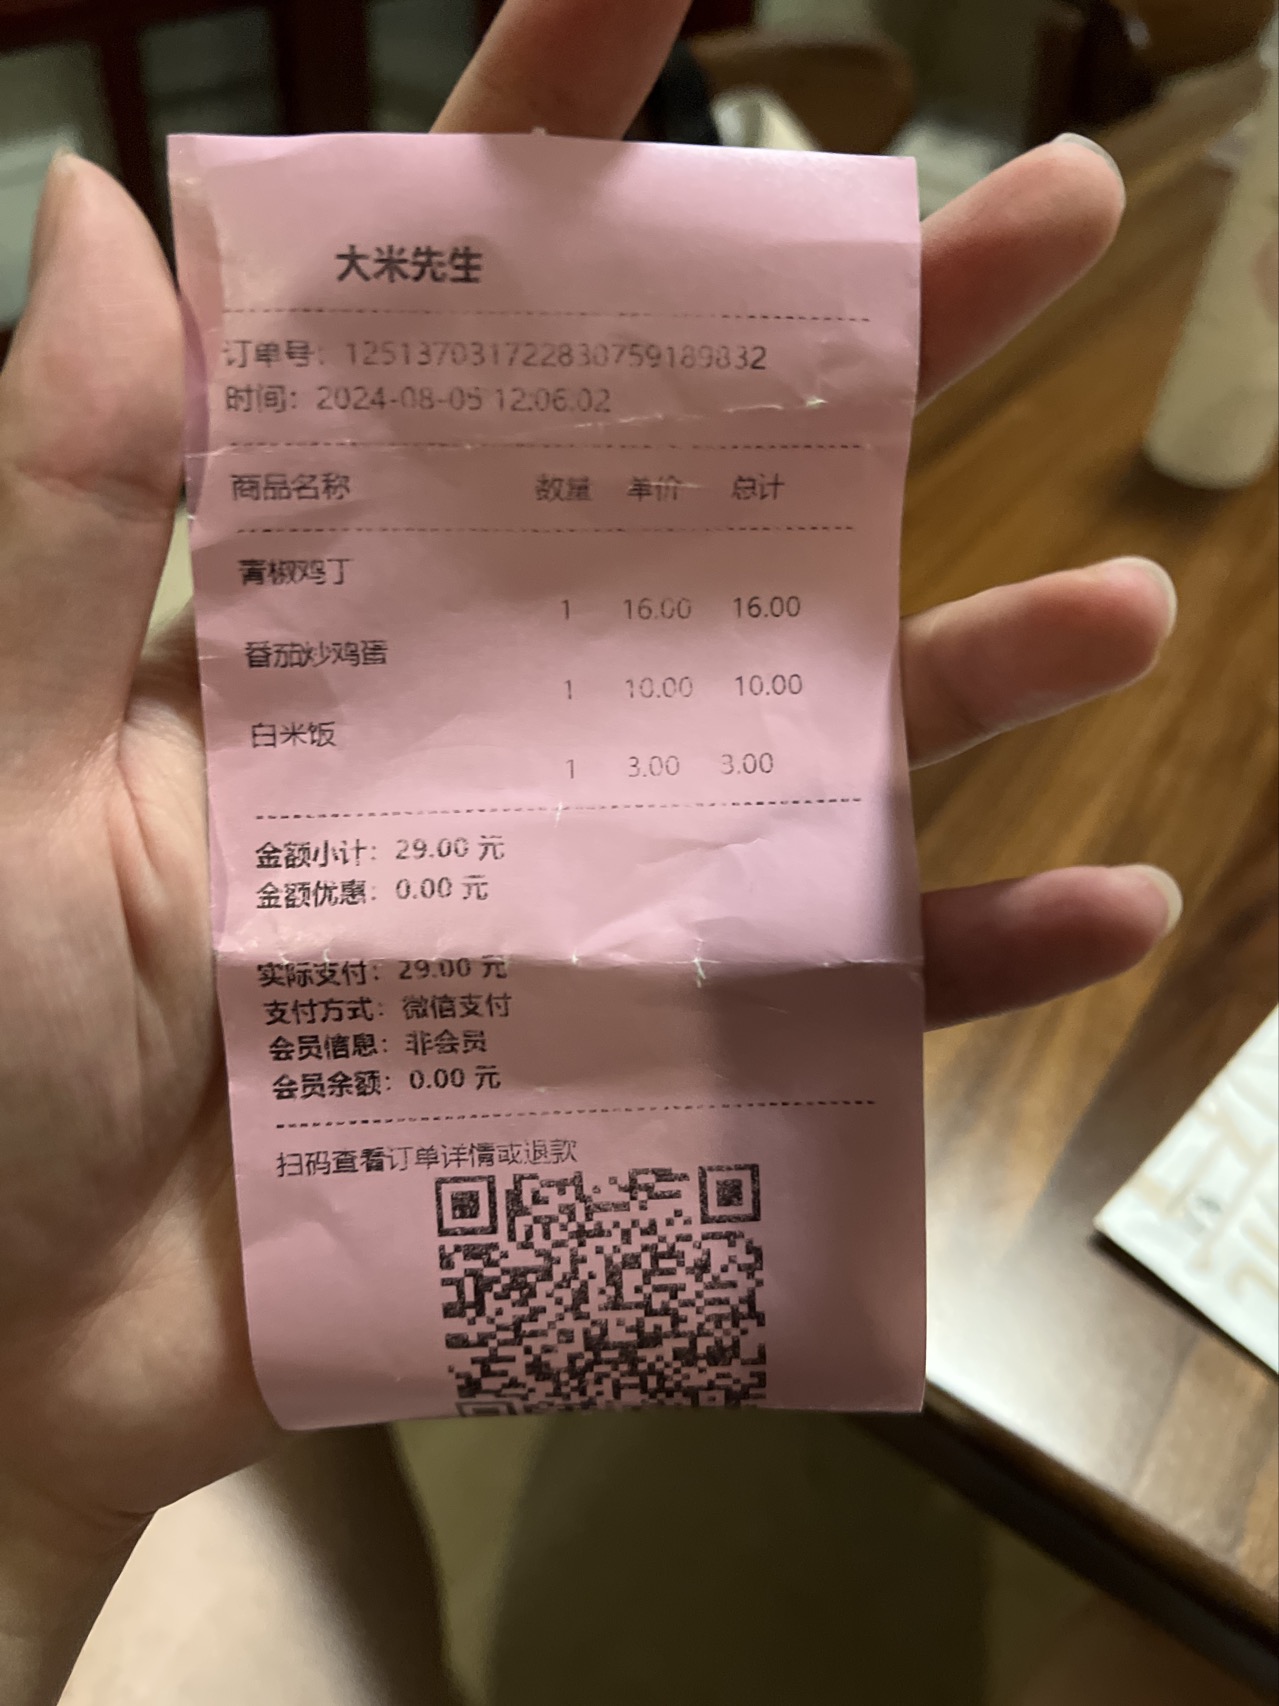 大米先生
订单号：1251370317228307591​89832
时间：2024-08-05 12:06:02
商品名称 数量 单价 总计
青椒鸡丁
1 16.00 16.00
番茄炒鸡蛋
1 10.00 10.00
白米饭
1 3.00 3.00
金额小计：29.00 元
金额优惠：0.00 元
实际支付：29.00 元
支付方式：微信支付
会员信息：非会员
会员余额：0.00 元
扫码查看订单详情或退款